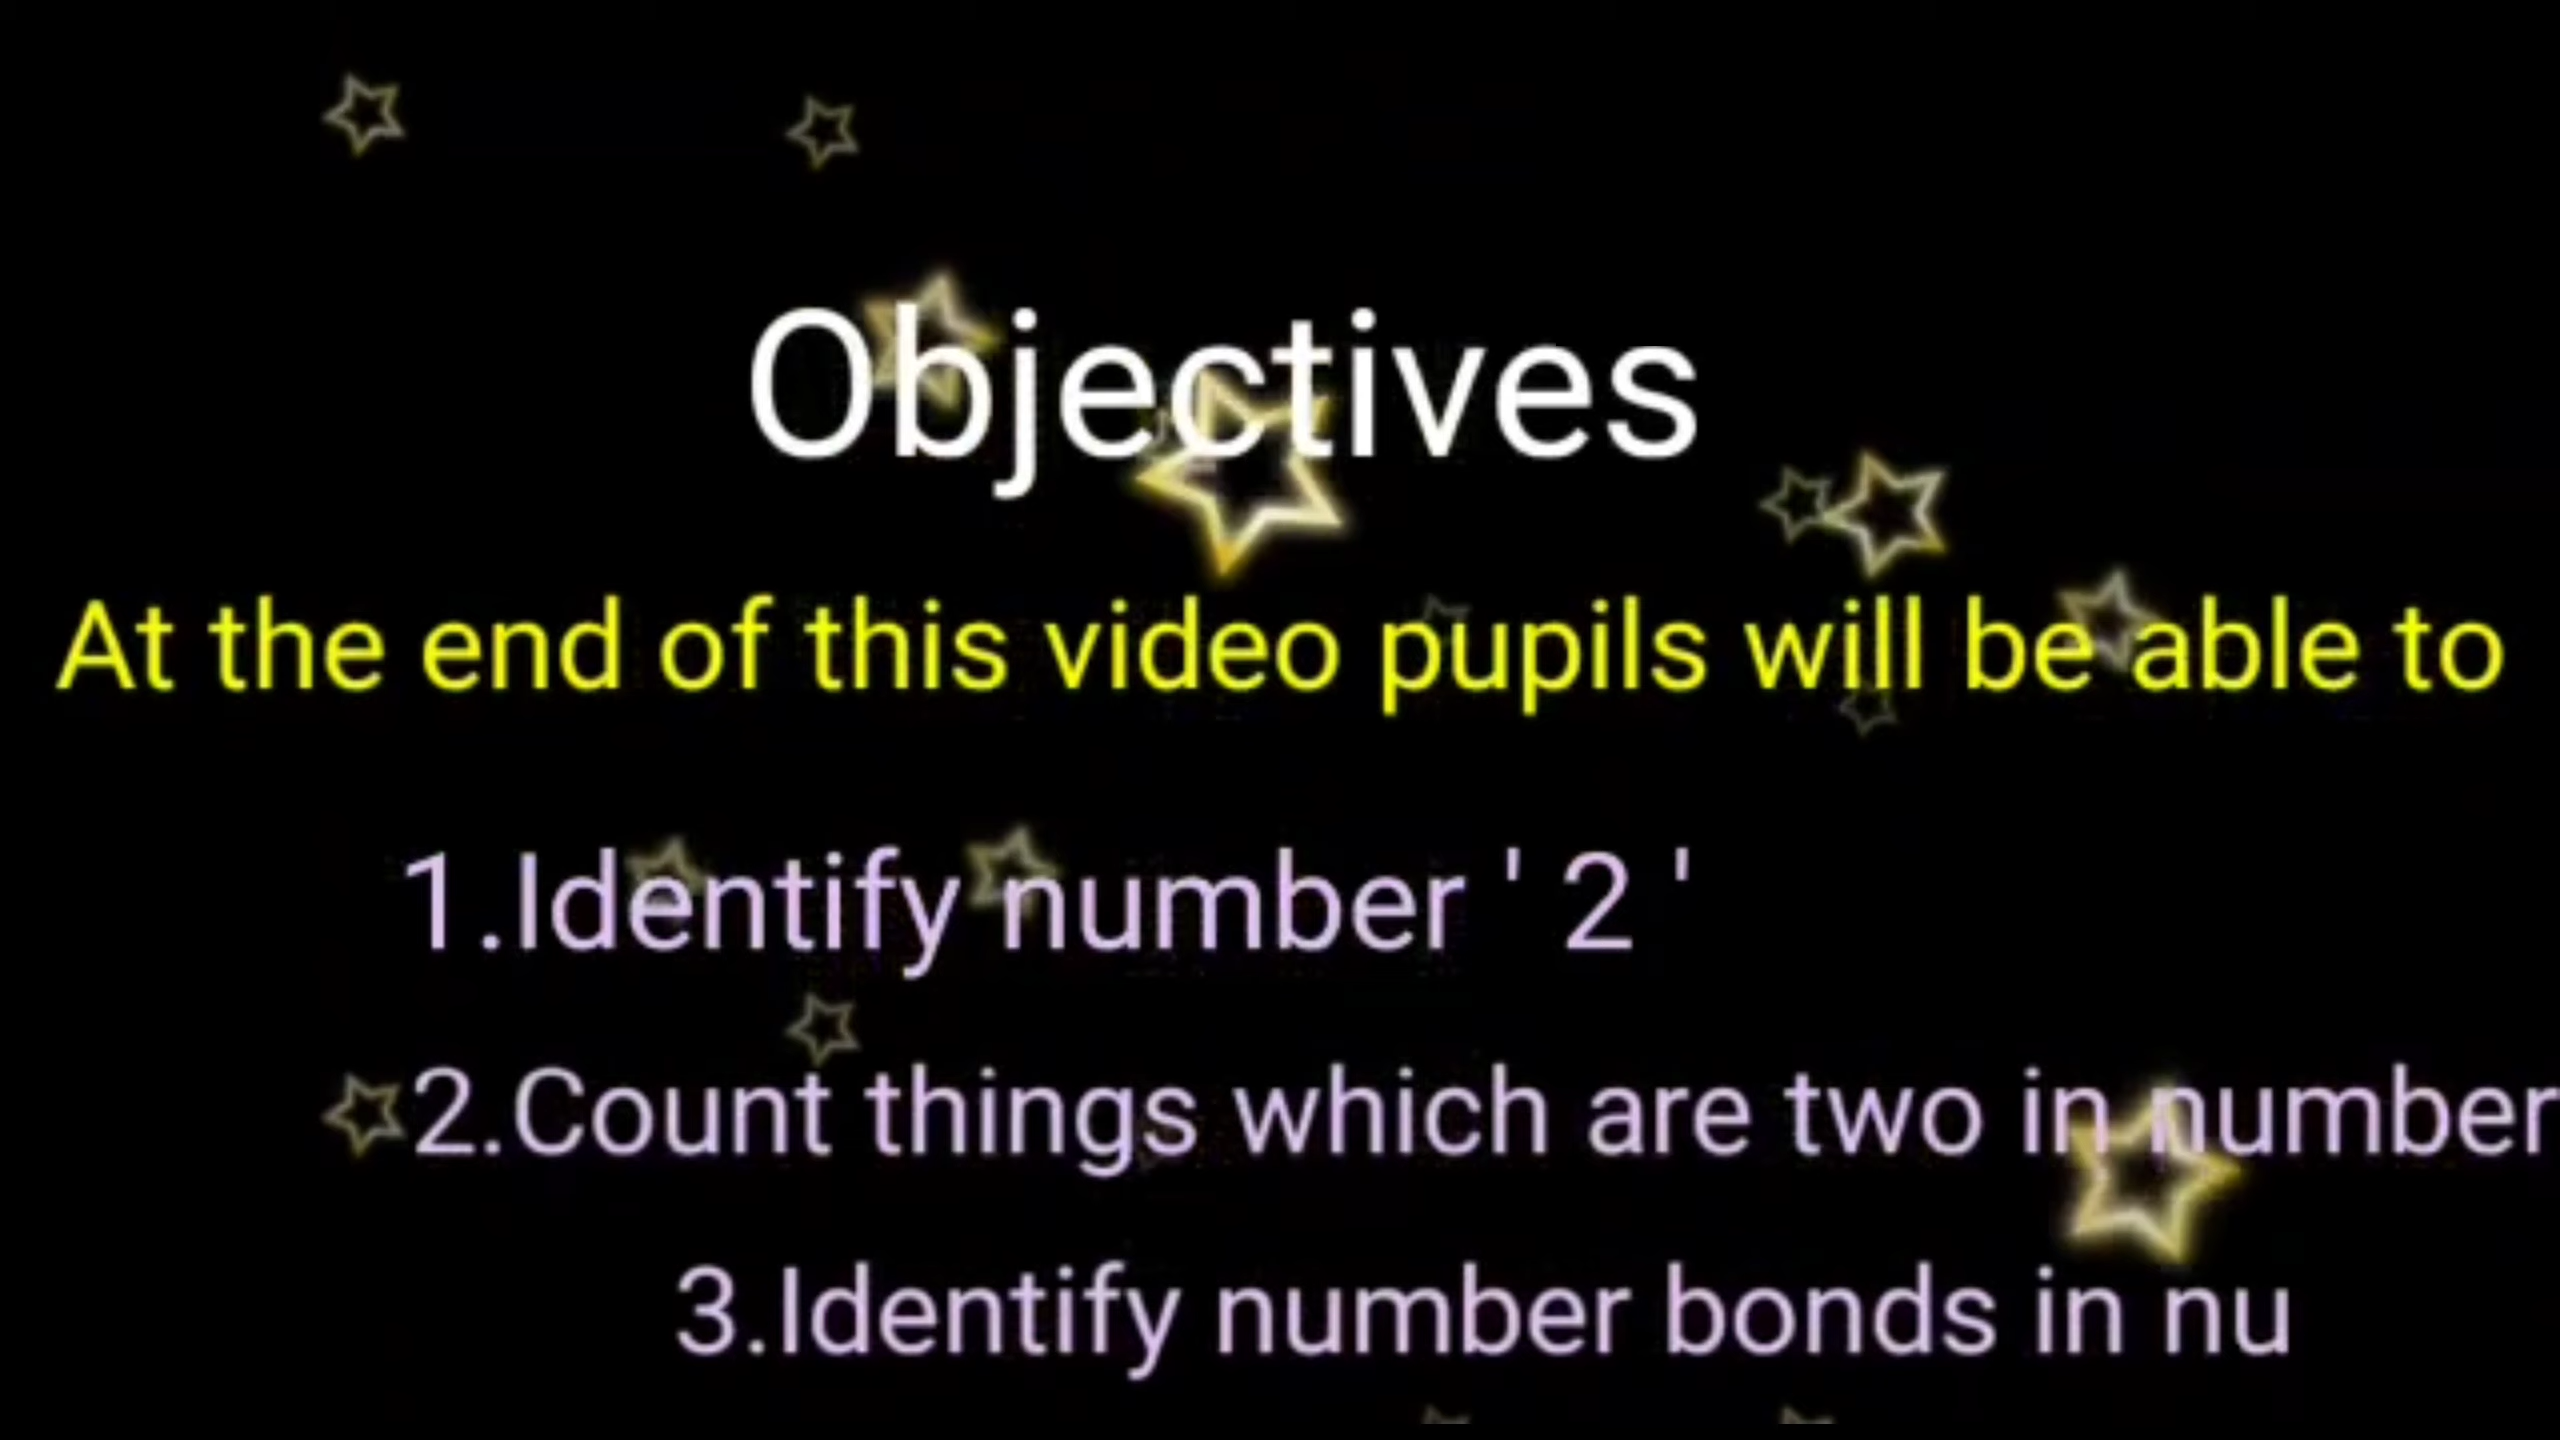 Objectives
At the end of this video pupils will be able to
1.Identify number ' 2 '
2.Count things which are two in number
3.Identify number bonds in nu